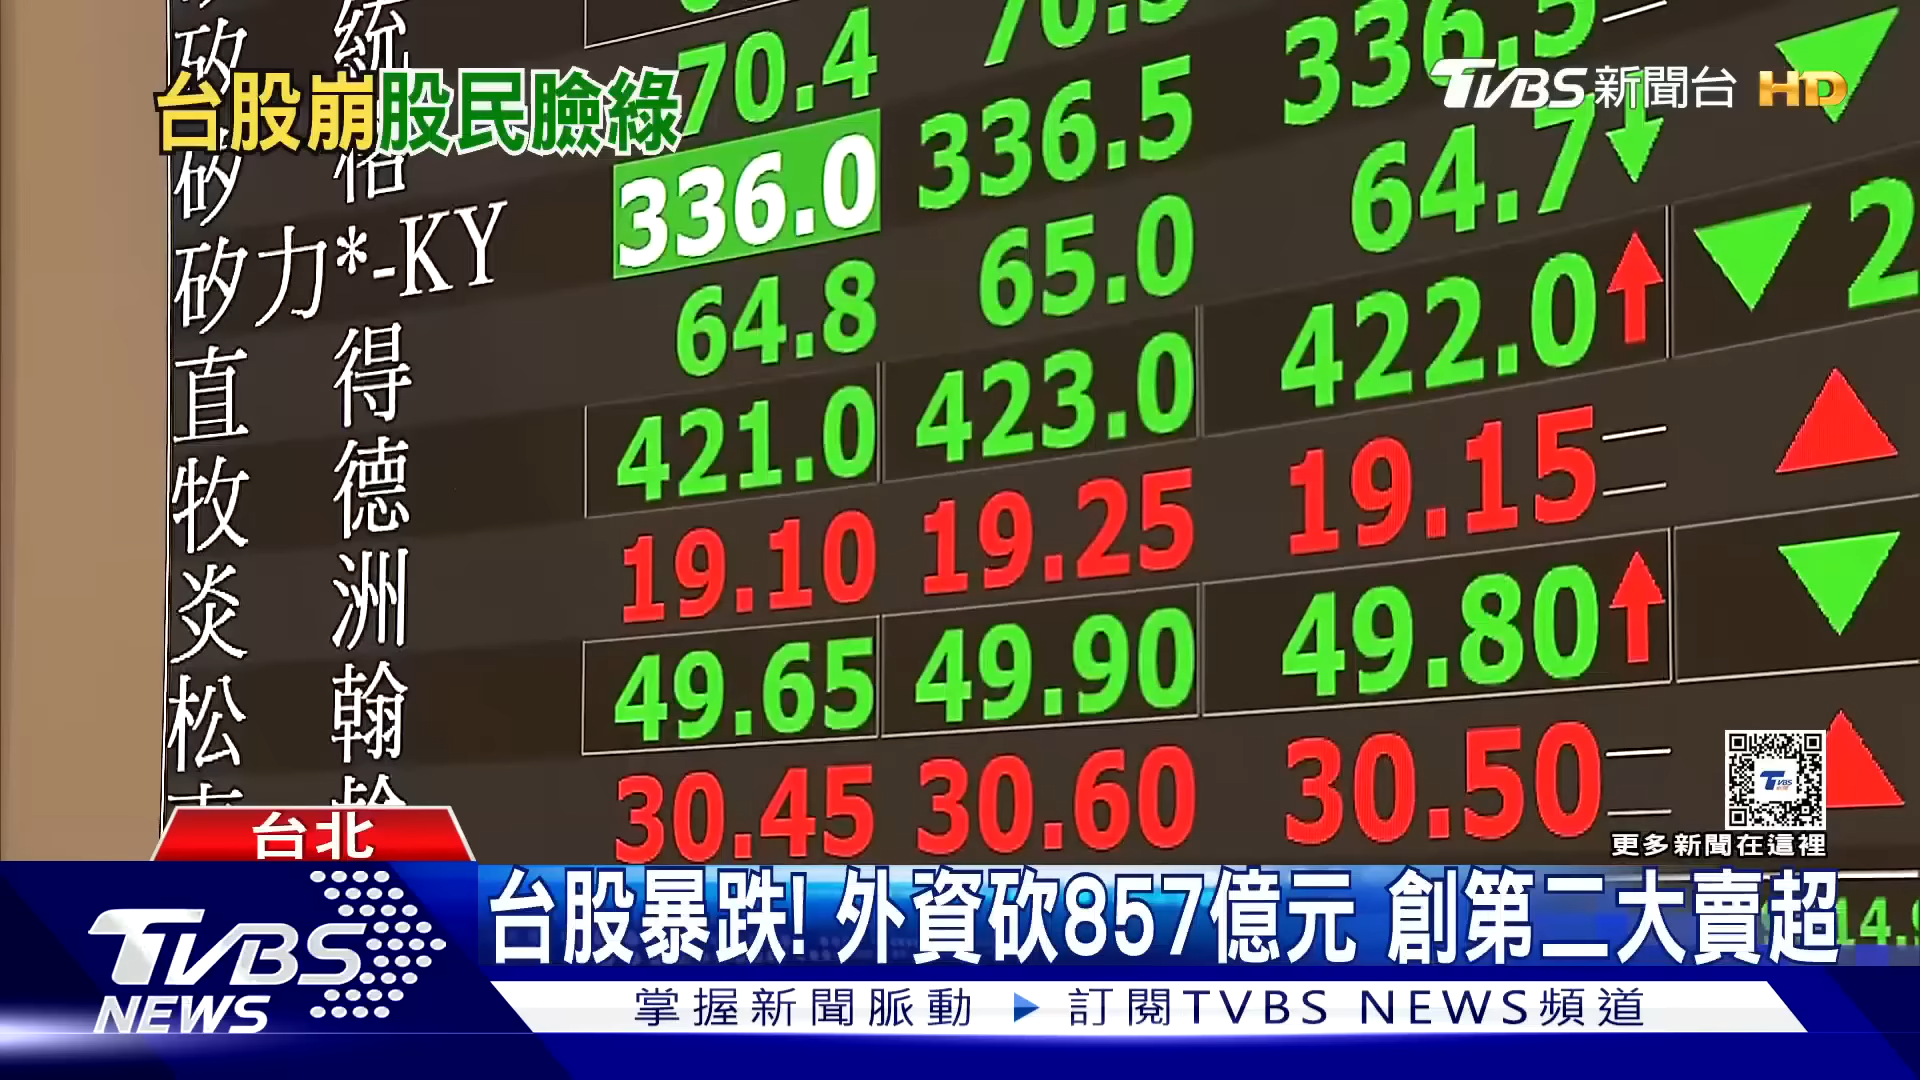 台股崩股民臉綠
TVBS新聞台 HD
矽 統
70.4 336.5
矽 格
336.0 336.5
矽力*-KY
64.8 65.0 64.7
直 得
421.0 423.0 422.0
牧 德
19.10 19.25 19.15
炎 洲
49.65 49.90 49.80
松 翰
30.45 30.60 30.50
更多新聞在這裡
台北
台股暴跌! 外資砍857億元 創第二大賣超
TVBS NEWS
掌握新聞脈動 ▶ 訂閱TVBS NEWS頻道